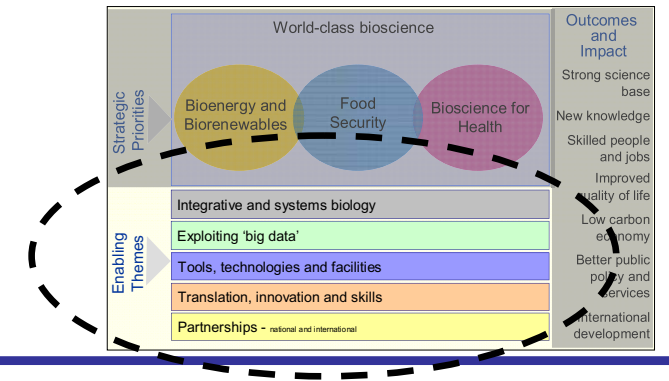 World-class bioscience
Strategic
Priorities
Bioenergy and
Biorenewables
Food
Security
Bioscience for
Health
Enabling
Themes
Integrative and systems biology
Exploiting ‘big data’
Tools, technologies and facilities
Translation, innovation and skills
Partnerships - national and international
Outcomes
and
Impact
Strong science
base
New knowledge
Skilled people
and jobs
Improved
quality of life
Low carbon
economy
Better public
policy and
services
International
development